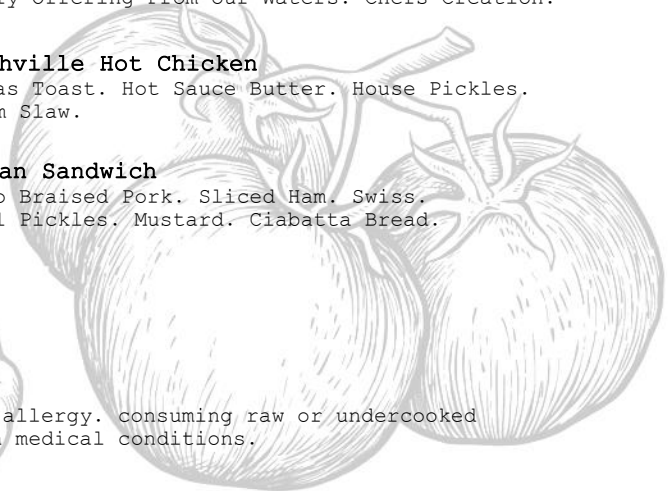 y offering from our waters. Chefs Creation.
hville Hot Chicken
as Toast. Hot Sauce Butter. House Pickles.
m Slaw.
an Sandwich
o Braised Pork. Sliced Ham. Swiss.
l Pickles. Mustard. Ciabatta Bread.
allergy. consuming raw or undercooked
medical conditions.